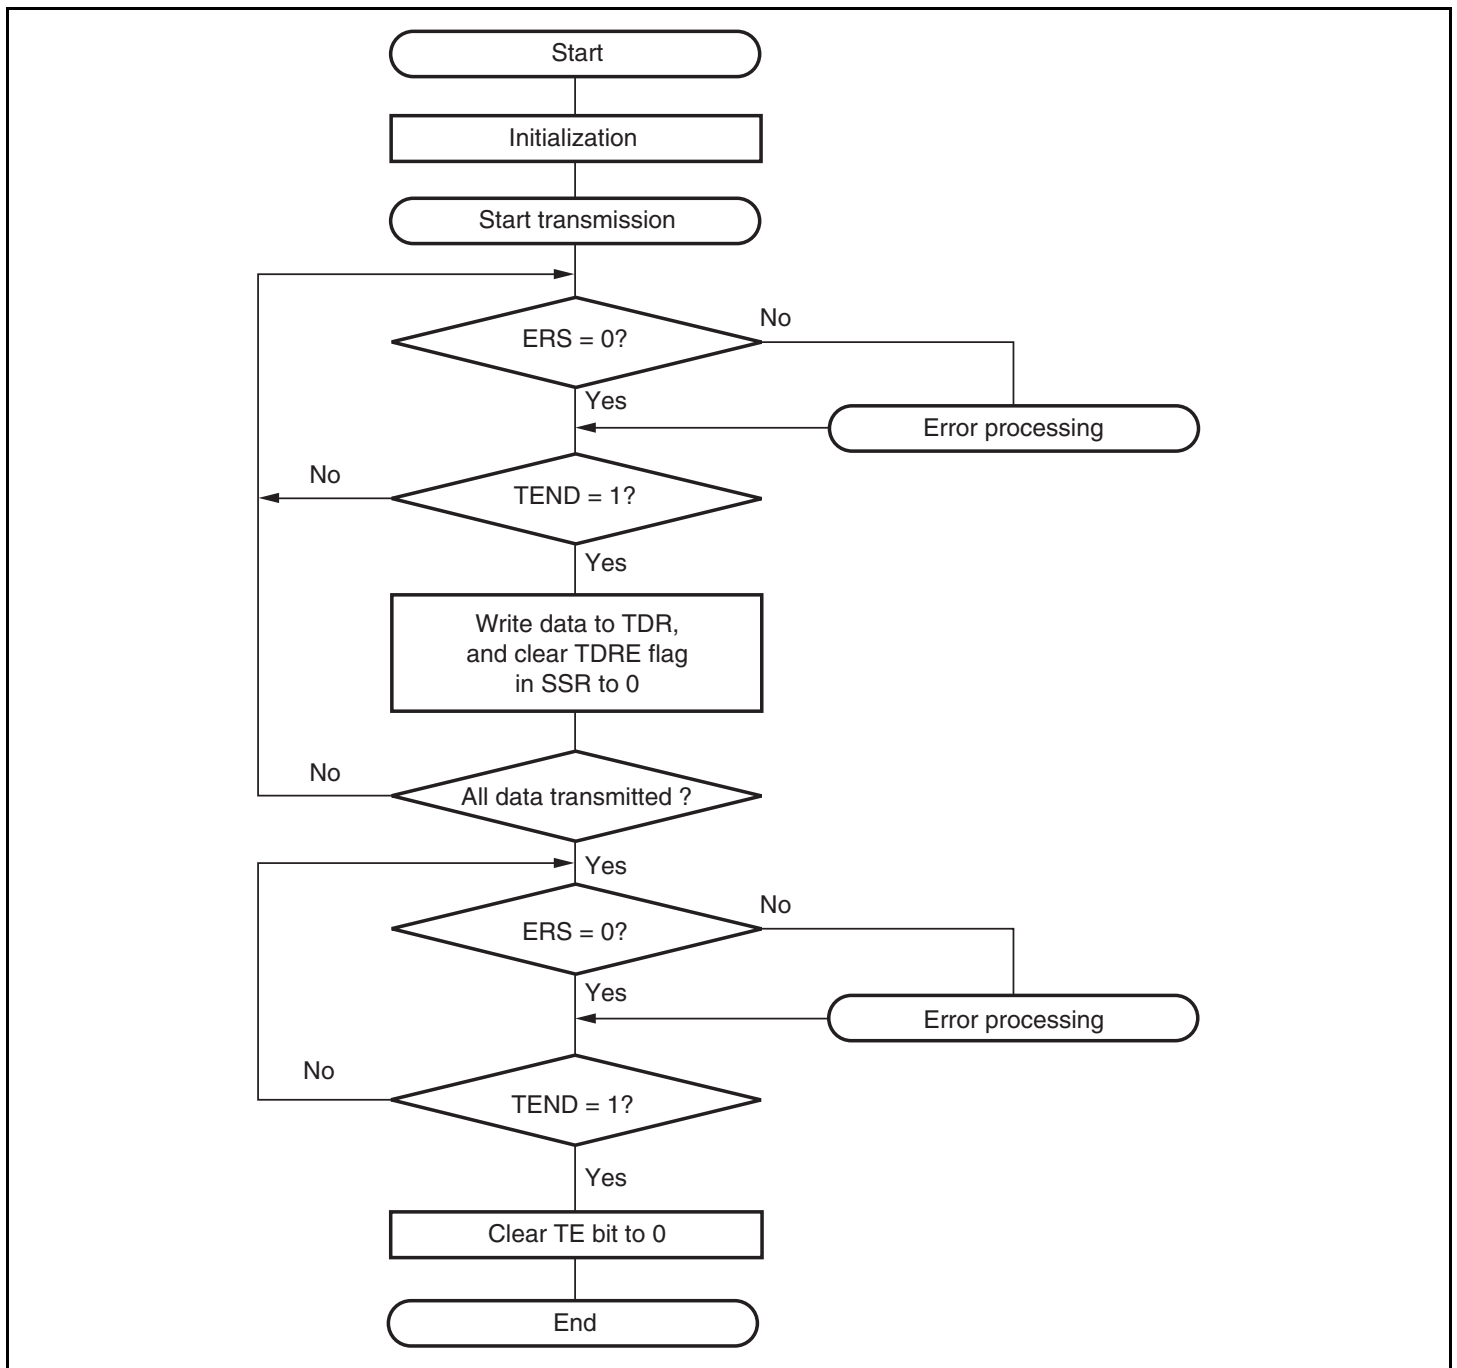 Start
Initialization
Start transmission
No
ERS = 0?
Yes
Error processing
No
TEND = 1?
Yes
Write data to TDR,
and clear TDRE flag
in SSR to 0
No
All data transmitted ?
Yes
No
ERS = 0?
Yes
Error processing
No
TEND = 1?
Yes
Clear TE bit to 0
End